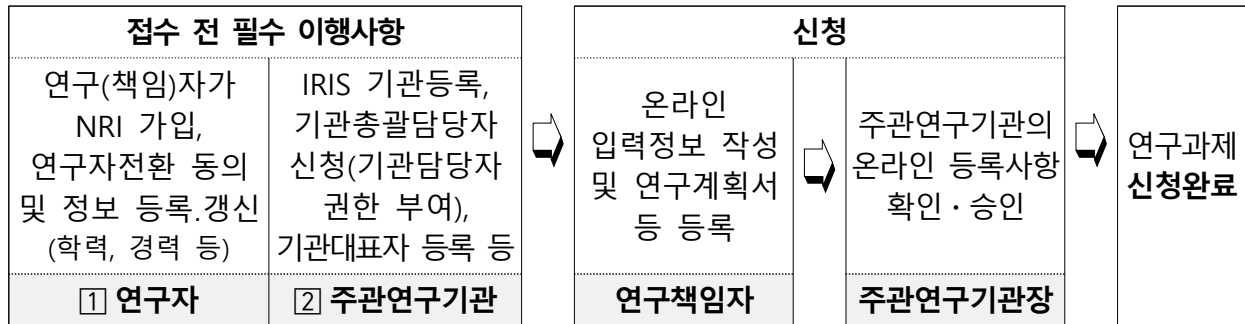 접수 전 필수 이행사항
연구(책임)자가
NRI 가입,
연구자전환 동의
및 정보 등록.갱신
(학력, 경력 등)
1 연구자
IRIS 기관등록,
기관총괄담당자
신청(기관담당자
권한 부여),
기관대표자 등록 등
2 주관연구기관
신청
온라인
입력정보 작성
및 연구계획서
등 등록
연구책임자
주관연구기관의
온라인 등록사항
확인・승인
주관연구기관장
연구과제
신청완료